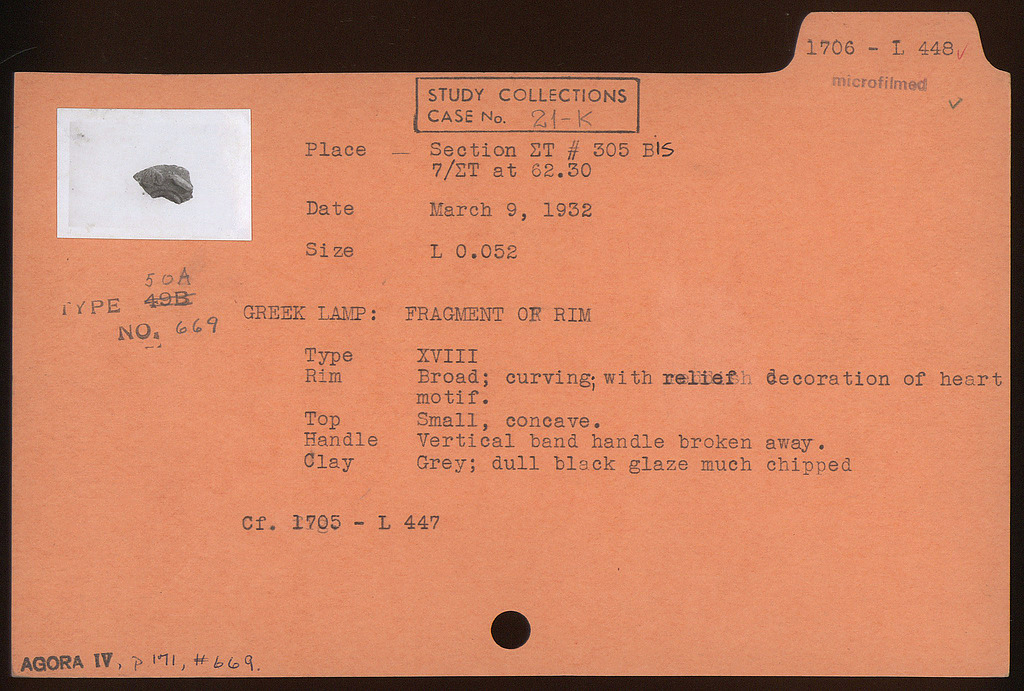 1706 - L 448 ✓
microfilmed
✓
STUDY COLLECTIONS
CASE No. 21-K
Place — Section ΣT # 305 BIS
7/ΣT at 62.30
Date March 9, 1932
Size L 0.052
50A
TYPE 49B
NO. 669
GREEK LAMP: FRAGMENT OF RIM
Type XVIII
Rim Broad; curving; with relief decoration of heart
motif.
Top Small, concave.
Handle Vertical band handle broken away.
Clay Grey; dull black glaze much chipped
Cf. 1705 - L 447
AGORA IV, p 171, #669.